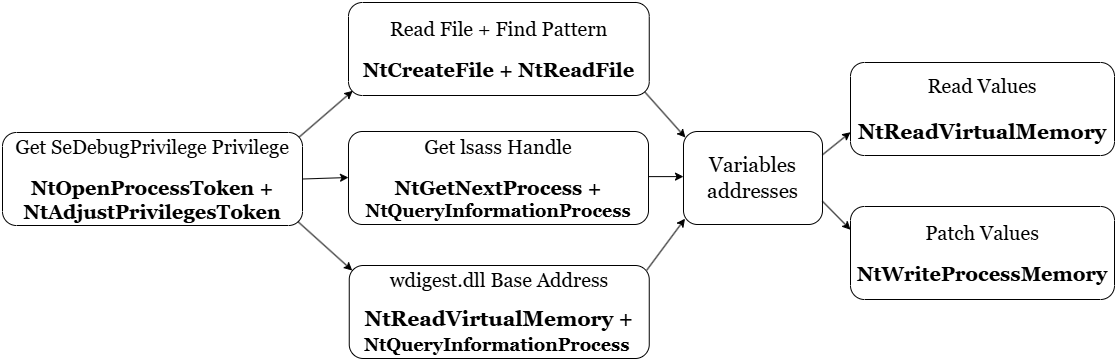 Get SeDebugPrivilege Privilege
NtOpenProcessToken +
NtAdjustPrivilegesToken
Read File + Find Pattern
NtCreateFile + NtReadFile
Get lsass Handle
NtGetNextProcess +
NtQueryInformationProcess
wdigest.dll Base Address
NtReadVirtualMemory +
NtQueryInformationProcess
Variables
addresses
Read Values
NtReadVirtualMemory
Patch Values
NtWriteProcessMemory